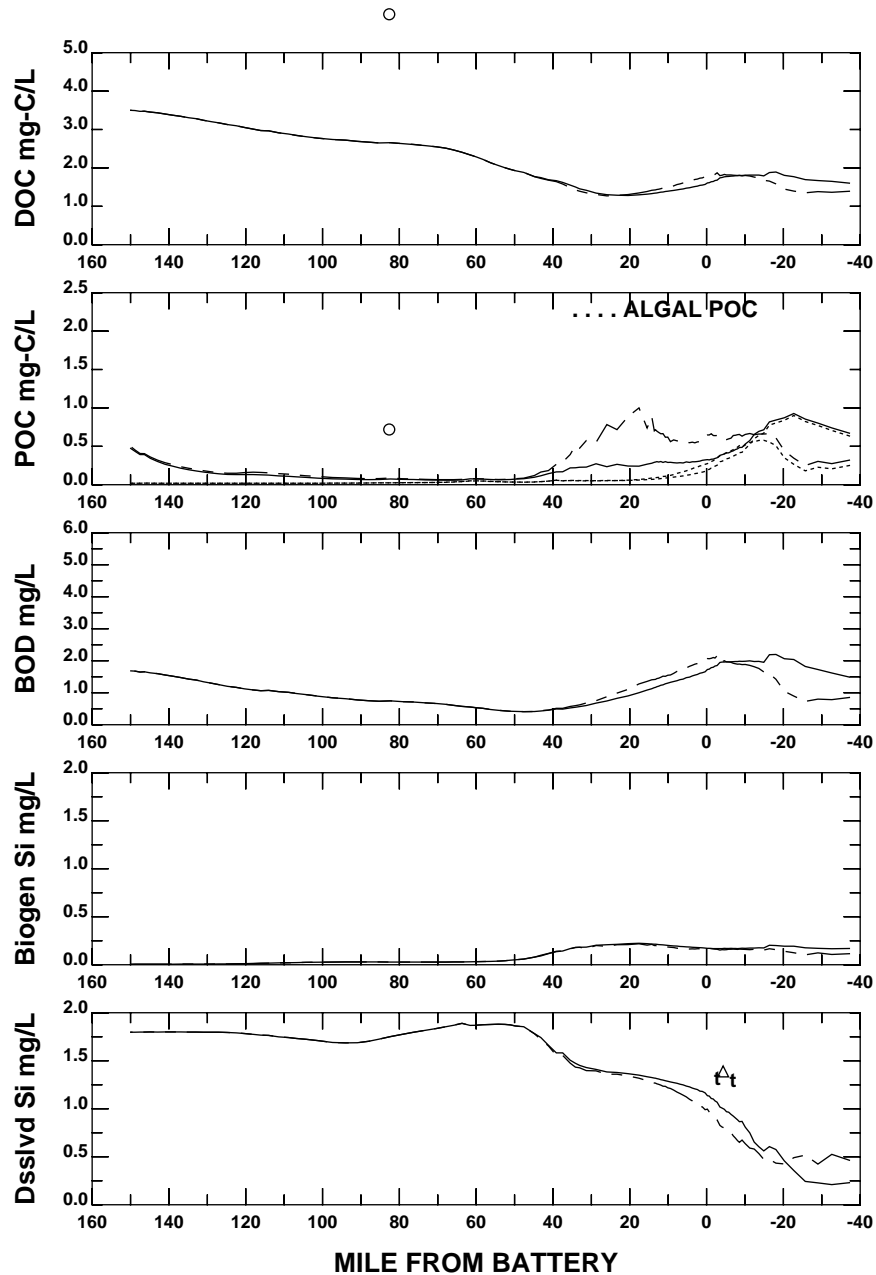 5.0
4.0
3.0
2.0
1.0
0.0
DOC mg-C/L
160 140 120 100 80 60 40 20 0 -20 -40
2.5
. . . . ALGAL POC
2.0
1.5
1.0
0.5
0.0
POC mg-C/L
160 140 120 100 80 60 40 20 0 -20 -40
6.0
5.0
4.0
3.0
2.0
1.0
0.0
BOD mg/L
160 140 120 100 80 60 40 20 0 -20 -40
2.0
1.5
1.0
0.5
0.0
Biogen Si mg/L
160 140 120 100 80 60 40 20 0 -20 -40
2.0
1.5
t t
1.0
0.5
0.0
Dsslvd Si mg/L
160 140 120 100 80 60 40 20 0 -20 -40
MILE FROM BATTERY